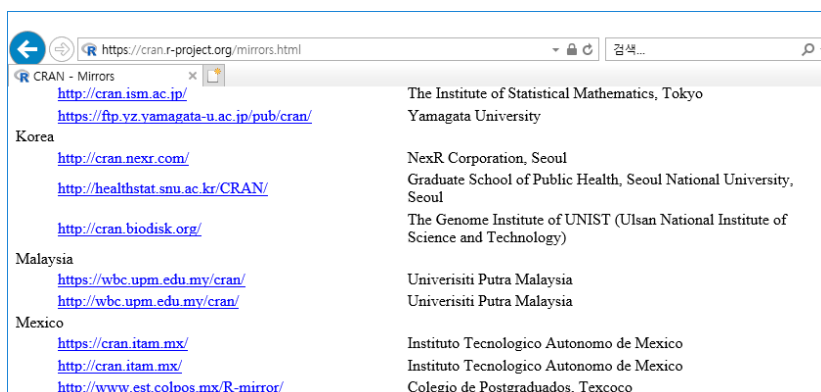 https://cran.r-project.org/mirrors.html 검색...
CRAN - Mirrors
http://cran.ism.ac.jp/ The Institute of Statistical Mathematics, Tokyo
https://ftp.yz.yamagata-u.ac.jp/pub/cran/ Yamagata University
Korea
http://cran.nexr.com/ NexR Corporation, Seoul
http://healthstat.snu.ac.kr/CRAN/ Graduate School of Public Health, Seoul National University,
Seoul
http://cran.biodisk.org/ The Genome Institute of UNIST (Ulsan National Institute of
Science and Technology)
Malaysia
https://wbc.upm.edu.my/cran/ Univerisiti Putra Malaysia
http://wbc.upm.edu.my/cran/ Univerisiti Putra Malaysia
Mexico
https://cran.itam.mx/ Instituto Tecnologico Autonomo de Mexico
http://cran.itam.mx/ Instituto Tecnologico Autonomo de Mexico
http://www.est.colpos.mx/R-mirror/ Colegio de Postgraduados, Texcoco